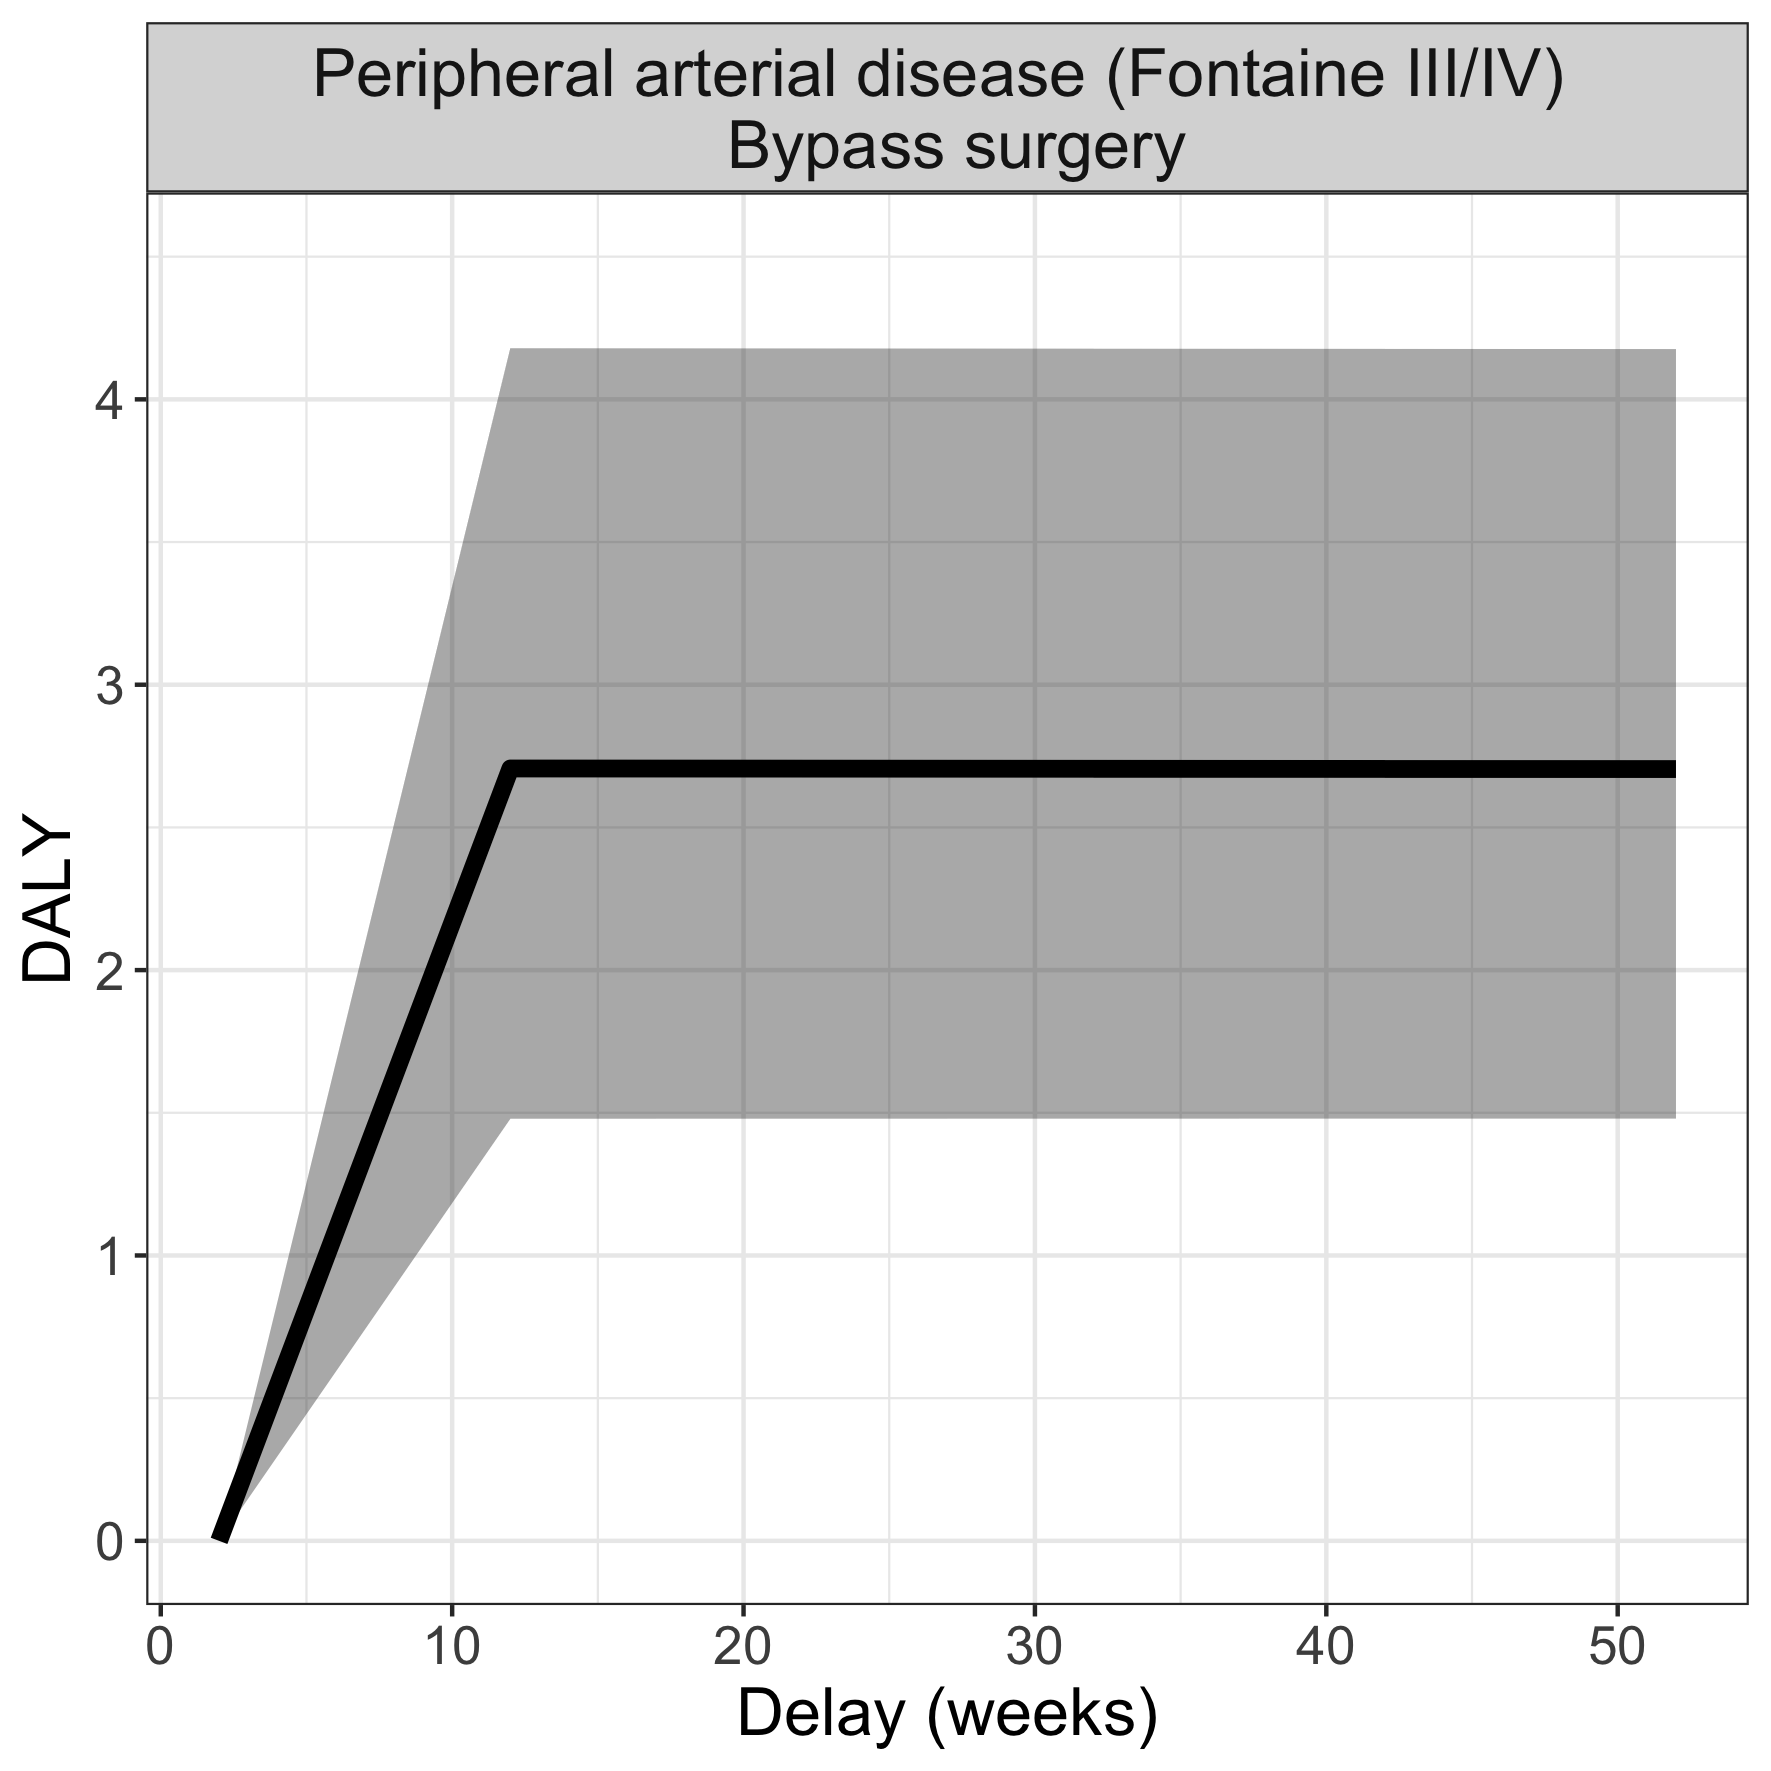 Peripheral arterial disease (Fontaine III/IV)
Bypass surgery
4
3
2
1
0
DALY
0 10 20 30 40 50
Delay (weeks)